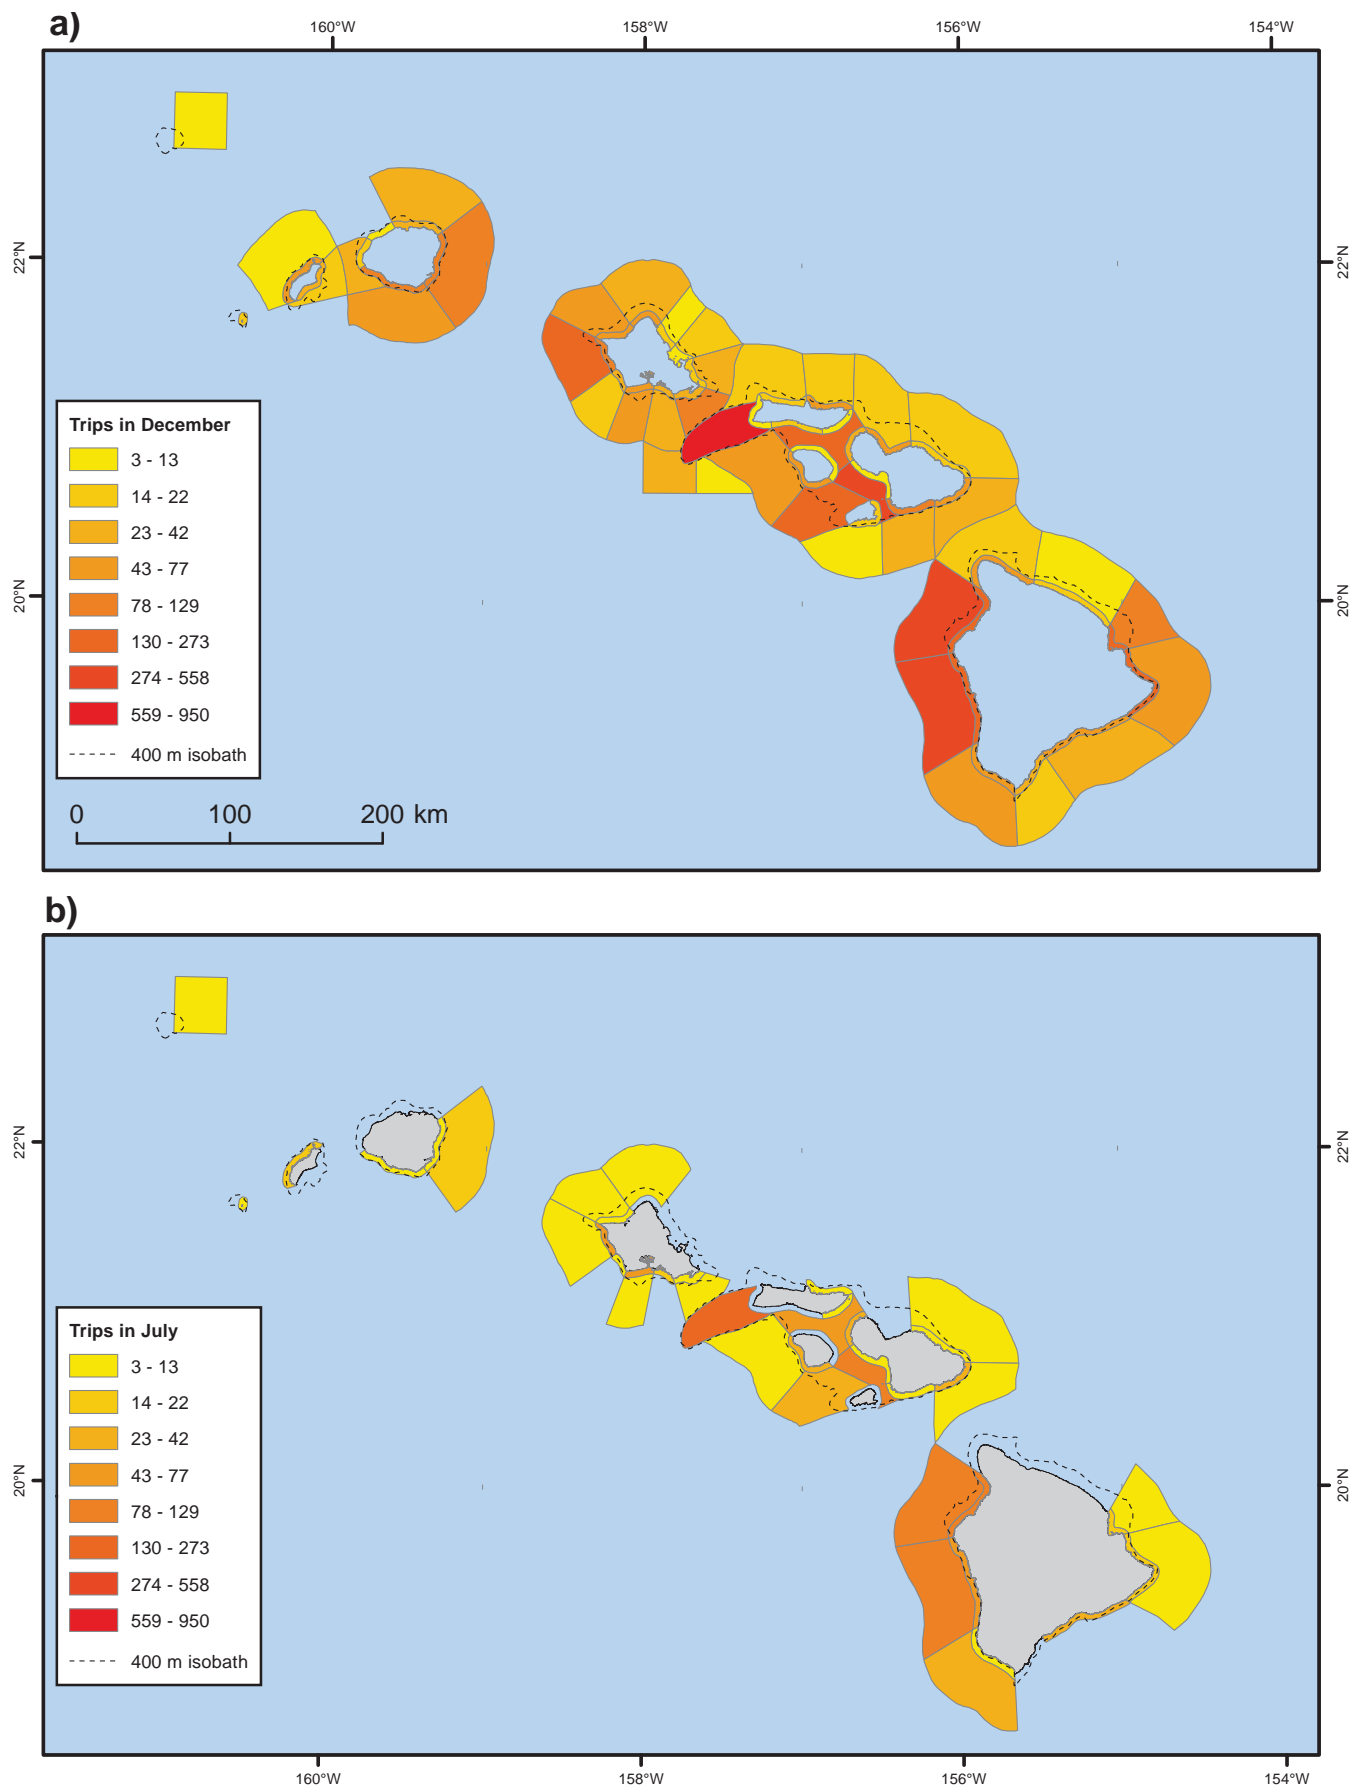 a)
160°W 158°W 156°W 154°W
22°N 22°N
20°N 20°N
Trips in December
3 - 13
14 - 22
23 - 42
43 - 77
78 - 129
130 - 273
274 - 558
559 - 950
400 m isobath
0 100 200 km
b)
22°N 22°N
20°N 20°N
Trips in July
3 - 13
14 - 22
23 - 42
43 - 77
78 - 129
130 - 273
274 - 558
559 - 950
400 m isobath
160°W 158°W 156°W 154°W